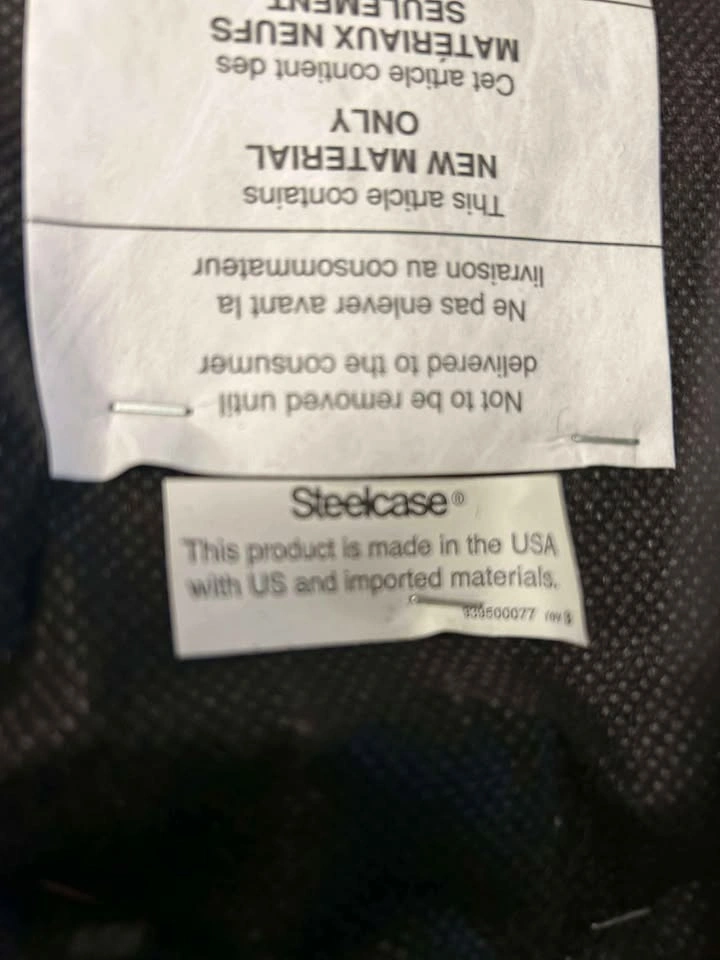 Not to be removed until
delivered to the consumer
Ne pas enlever avant la
livraison au consommateur
This article contains
NEW MATERIAL
ONLY
Cet article contient des
MATÉRIAUX NEUFS
SEULEMENT
Steelcase®
This product is made in the USA
with US and imported materials.